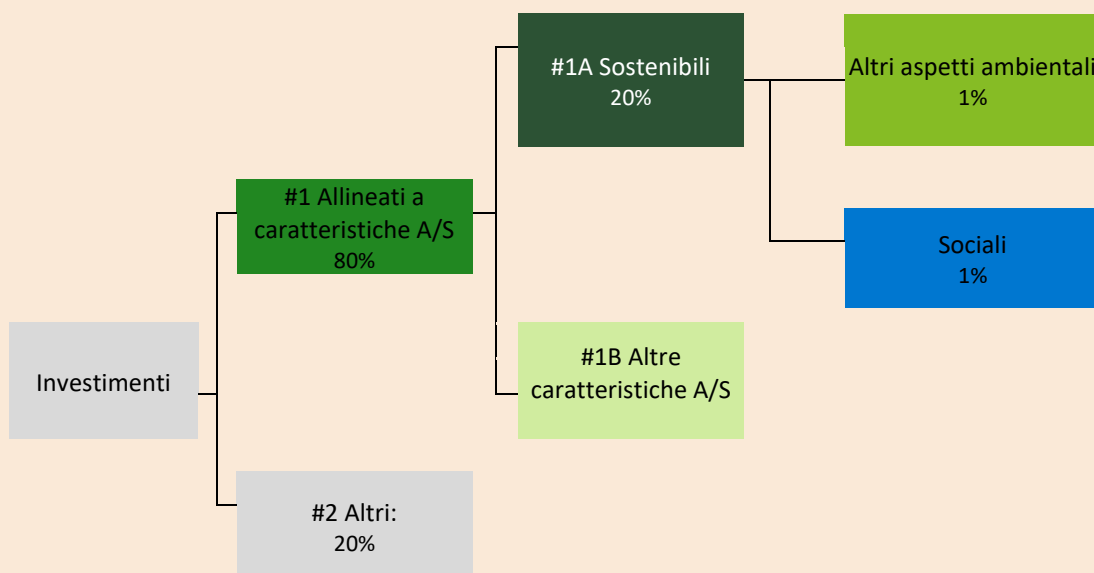 #1A Sostenibili
20%
Altri aspetti ambientali
1%
#1 Allineati a
caratteristiche A/S
80%
Sociali
1%
Investimenti
#1B Altre
caratteristiche A/S
#2 Altri:
20%